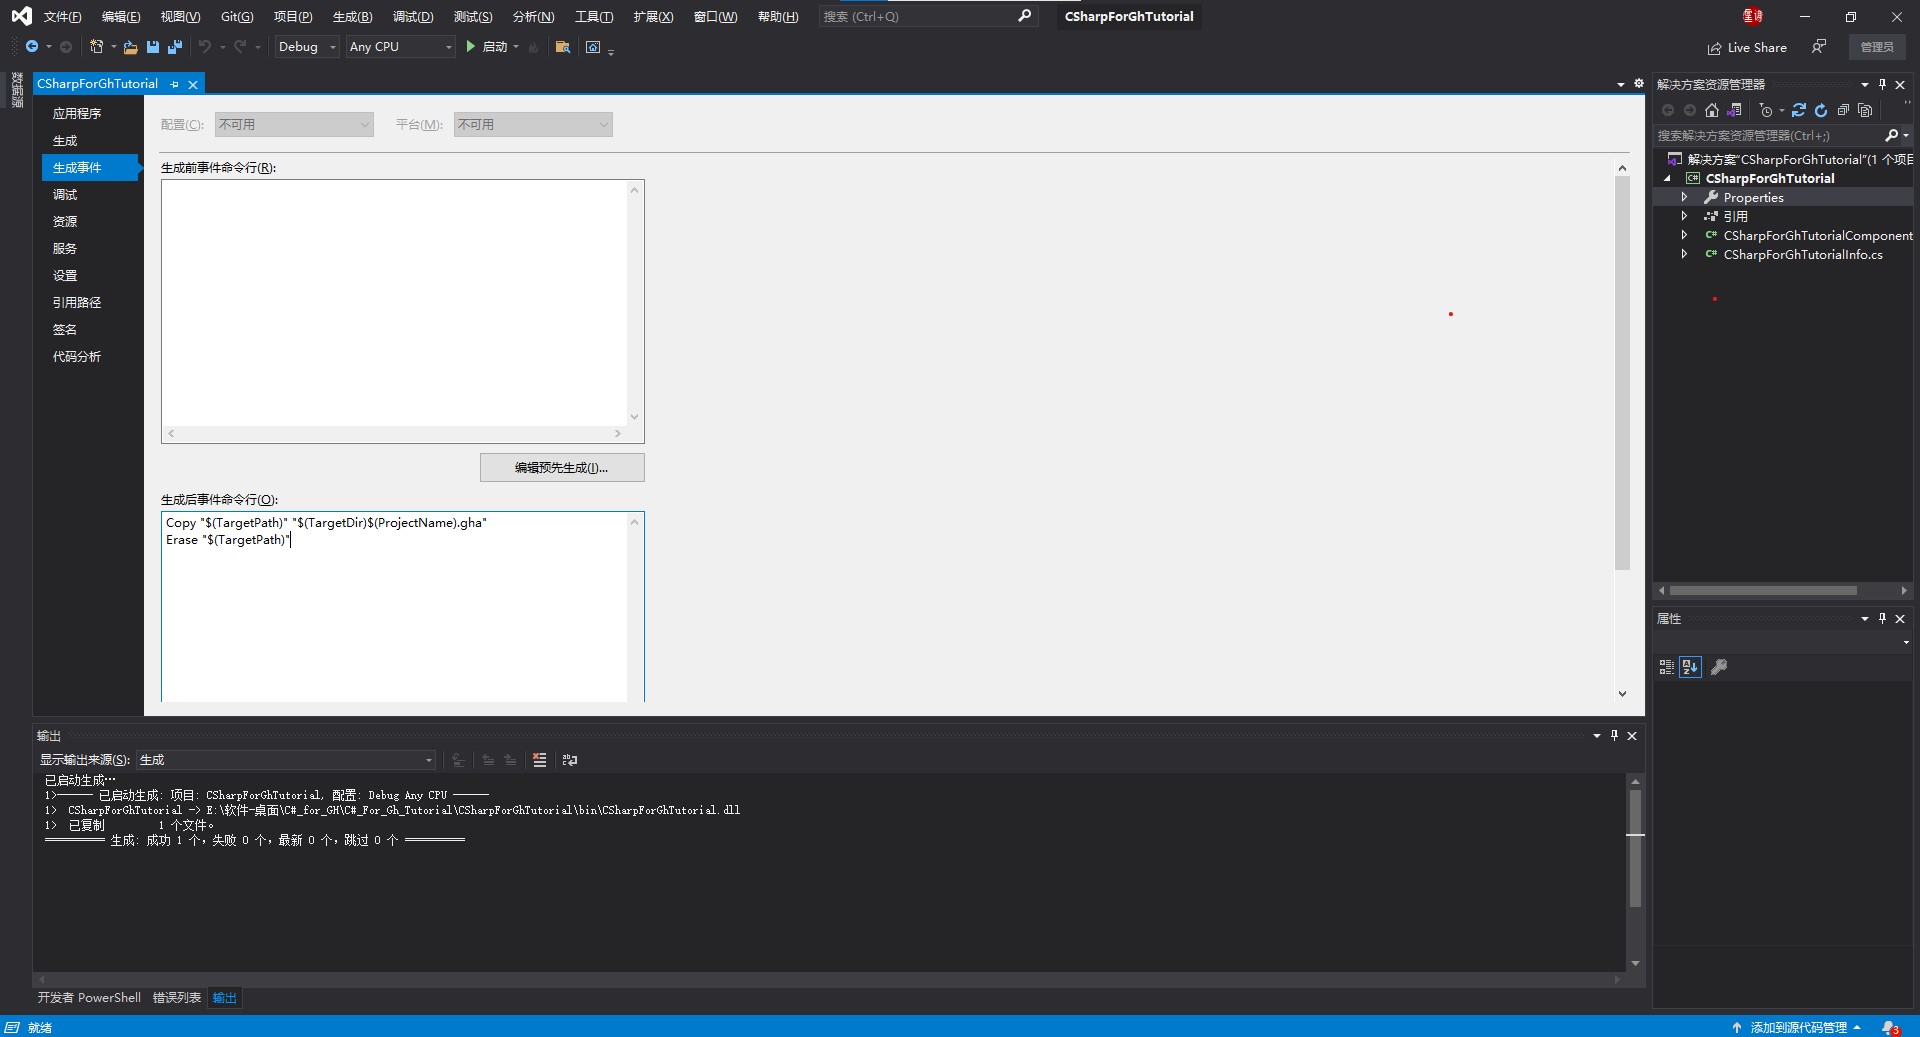 文件(F) 编辑(E) 视图(V) Git(G) 项目(P) 生成(B) 调试(D) 测试(S) 分析(N) 工具(T) 扩展(X) 窗口(W) 帮助(H) 搜索 (Ctrl+Q) CSharpForGhTutorial
Debug Any CPU 启动 Live Share 管理员
数据源
CSharpForGhTutorial
应用程序
生成
生成事件
调试
资源
服务
设置
引用路径
签名
代码分析
配置(C): 不可用 平台(M): 不可用
生成前事件命令行(R):
编辑预先生成(I)...
生成后事件命令行(O):
Copy "$(TargetPath)" "$(TargetDir)$(ProjectName).gha"
Erase "$(TargetPath)"
解决方案资源管理器
搜索解决方案资源管理器(Ctrl+;)
解决方案"CSharpForGhTutorial"(1 个项目
CSharpForGhTutorial
Properties
引用
CSharpForGhTutorialComponent
CSharpForGhTutorialInfo.cs
属性
输出
显示输出来源(S): 生成
已启动生成…
1>------ 已启动生成: 项目: CSharpForGhTutorial, 配置: Debug Any CPU ------
1>  CSharpForGhTutorial -> E:\软件-桌面\C#_for_GH\C#_For_Gh_Tutorial\CSharpForGhTutorial\bin\CSharpForGhTutorial.dll
1>  已复制         1 个文件。
========== 生成: 成功 1 个，失败 0 个，最新 0 个，跳过 0 个 ==========
开发者 PowerShell 错误列表 输出
就绪 添加到源代码管理 3